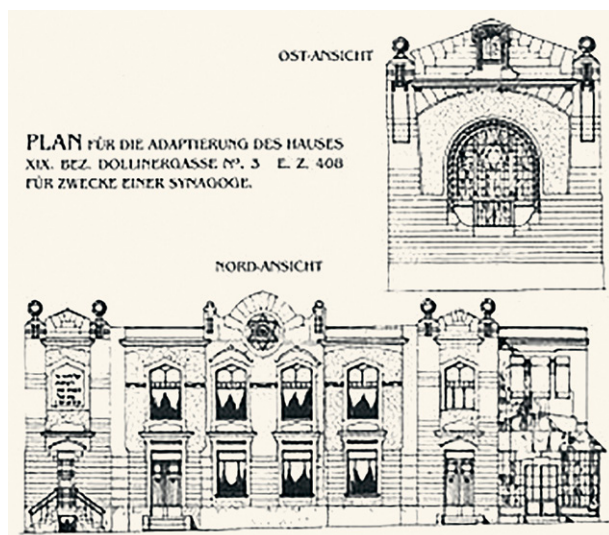 OST-ANSICHT
PLAN FÜR DIE ADAPTIERUNG DES HAUSES
XIX. BEZ. DOLLINERGASSE Nº. 3 E. Z. 408
FÜR ZWECKE EINER SYNAGOGE.
NORD-ANSICHT